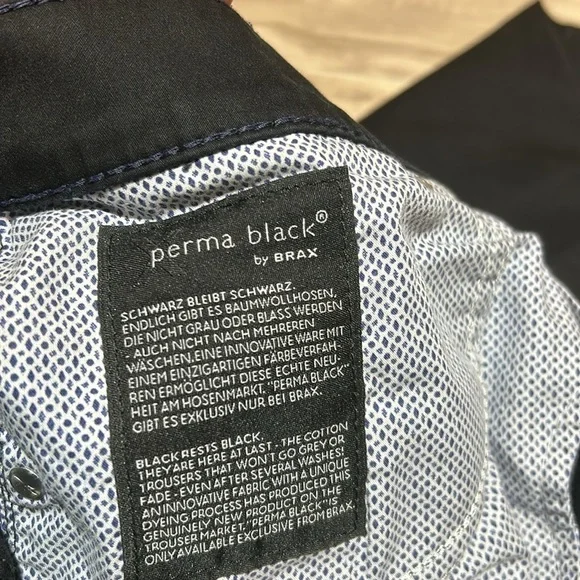 perma black®
by BRAX
SCHWARZ BLEIBT SCHWARZ.
ENDLICH GIBT ES BAUMWOLLHOSEN,
DIE NICHT GRAU ODER BLASS WERDEN
- AUCH NICHT NACH MEHREREN
WÄSCHEN. EINE INNOVATIVE WARE MIT
EINEM EINZIGARTIGEN FÄRBEVERFAH-
REN ERMÖGLICHT DIESE ECHTE NEU-
HEIT AM HOSENMARKT. "PERMA BLACK"
GIBT ES EXKLUSIV NUR BEI BRAX.
BLACK RESTS BLACK.
THEY ARE HERE AT LAST - THE COTTON
TROUSERS THAT WON'T GO GREY OR
FADE - EVEN AFTER SEVERAL WASHES!
AN INNOVATIVE FABRIC WITH A UNIQUE
DYEING PROCESS HAS PRODUCED THIS
GENUINELY NEW PRODUCT ON THE
TROUSER MARKET. "PERMA BLACK" IS
ONLY AVAILABLE EXCLUSIVE FROM BRAX.